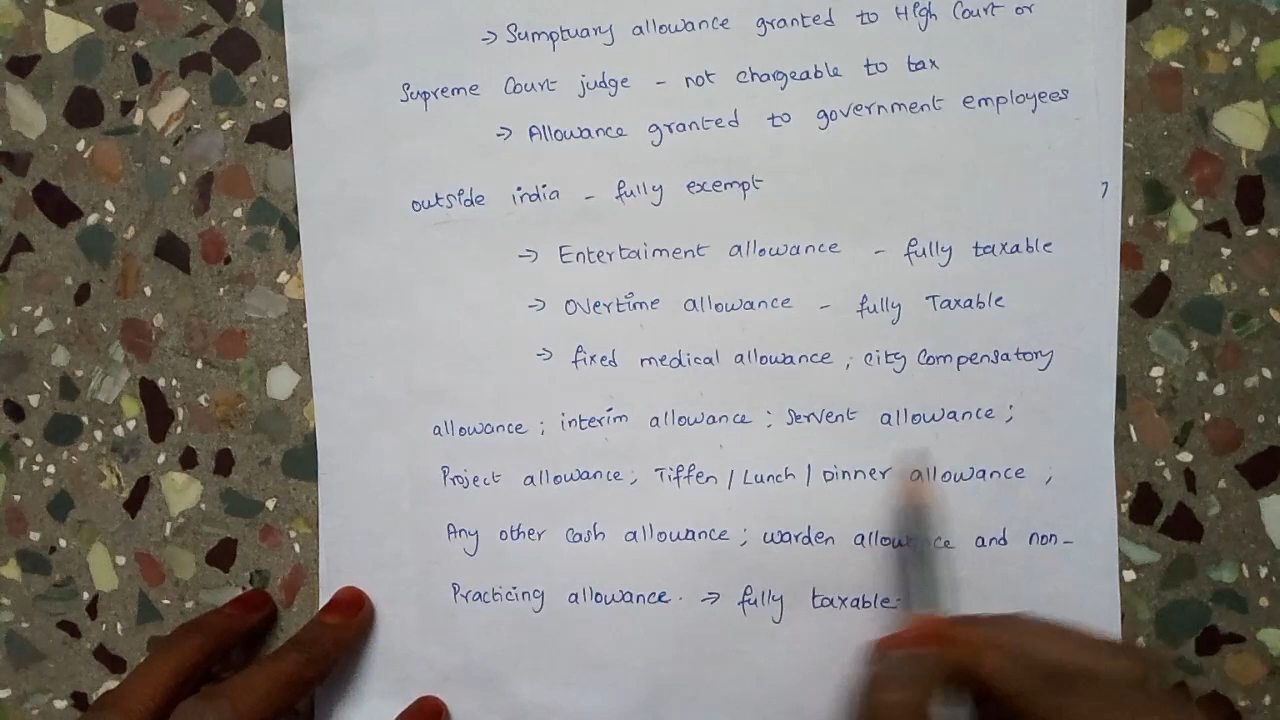 → Sumptuary allowance granted to High Court or
Supreme Court judge - not chargeable to tax
→ Allowance granted to government employees
outside india - fully exempt
→ Entertaiment allowance - fully taxable
→ Overtime allowance - fully Taxable
→ fixed medical allowance ; city Compensatory
allowance ; interim allowance ; Servent allowance ;
Project allowance ; Tiffen / Lunch / Dinner allowance ;
Any other cash allowance ; warden allowance and non-
Practicing allowance. → fully taxable.